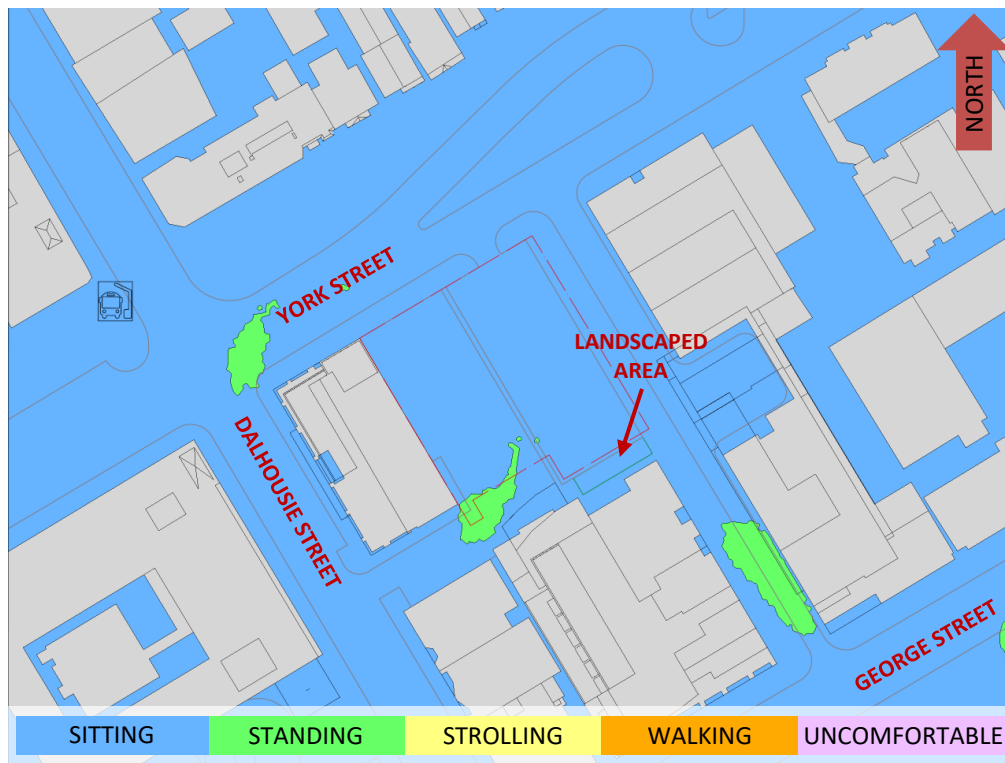 NORTH
YORK STREET
LANDSCAPED
AREA
DALHOUSIE STREET
GEORGE STREET
SITTING
STANDING
STROLLING
WALKING
UNCOMFORTABLE